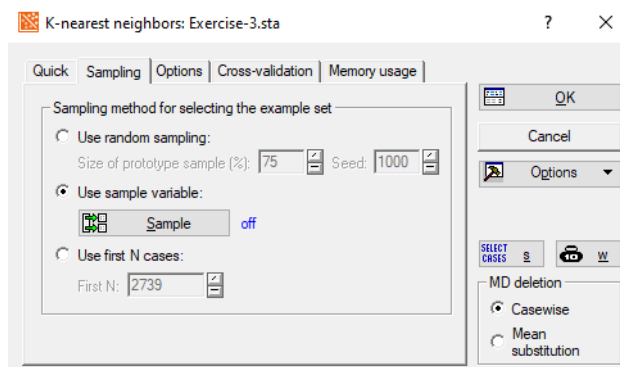 K-nearest neighbors: Exercise-3.sta ? ×
Quick Sampling Options Cross-validation Memory usage
Sampling method for selecting the example set
Use random sampling:
Size of prototype sample (%): 75 Seed: 1000
Use sample variable:
Sample off
Use first N cases:
First N: 2739
OK
Cancel
Options
SELECT CASES S W
MD deletion
Casewise
Mean
substitution